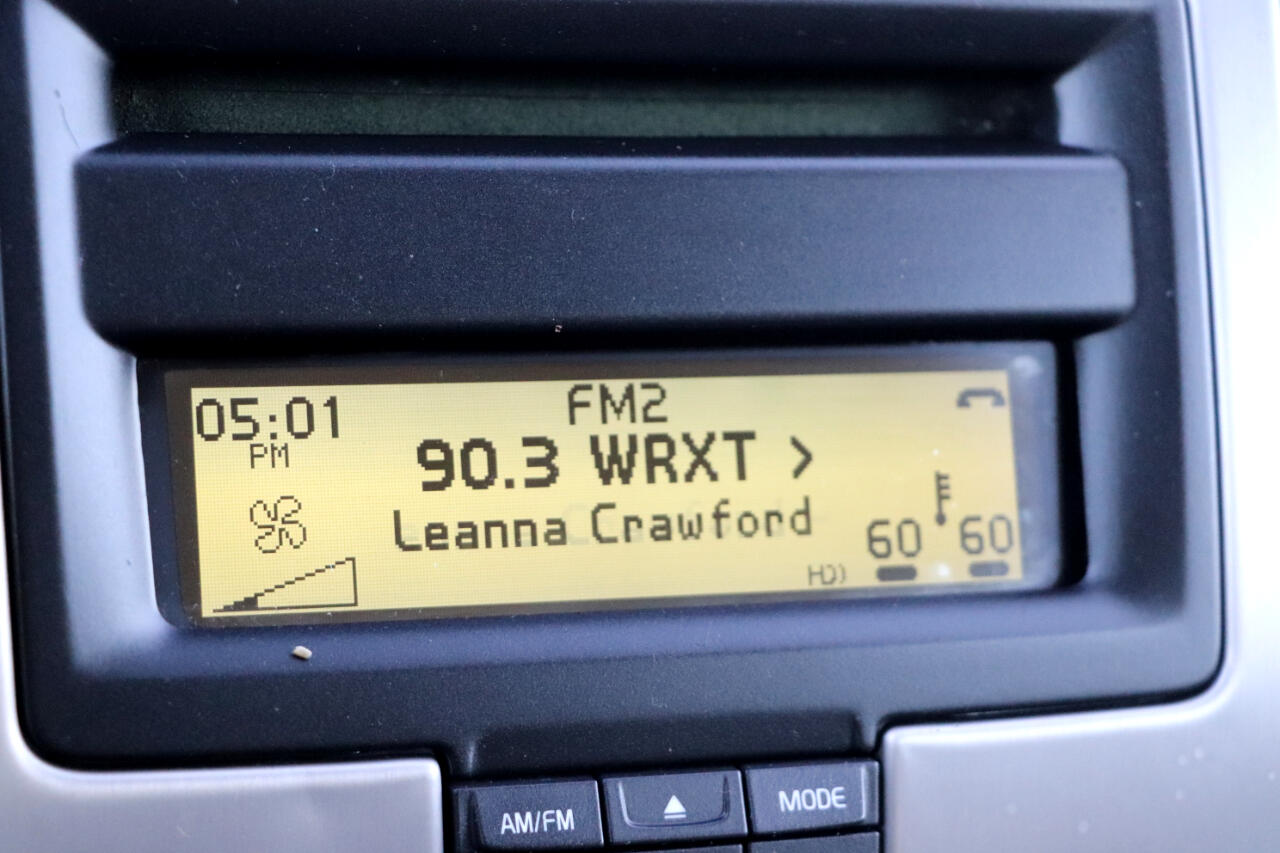 05:01
PM
FM2
90.3 WRXT >
Leanna Crawford
60 60
HD))
AM/FM
MODE